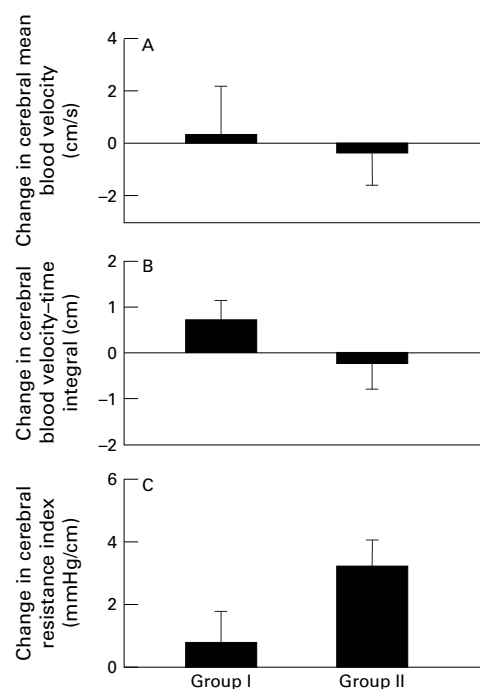 Change in cerebral mean
blood velocity
(cm/s)
A
4
2
0
–2
Change in cerebral
blood velocity–time
integral (cm)
B
2
1
0
–1
–2
Change in cerebral
resistance index
(mmHg/cm)
C
6
4
2
0
Group I
Group II